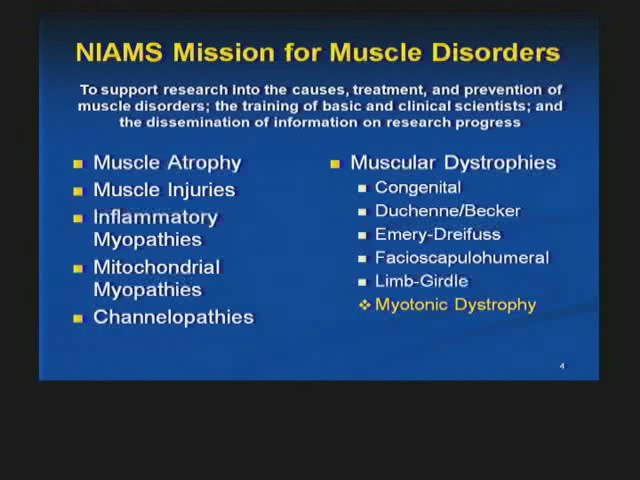 NIAMS Mission for Muscle Disorders
To support research into the causes, treatment, and prevention of
muscle disorders; the training of basic and clinical scientists; and
the dissemination of information on research progress
Muscle Atrophy
Muscle Injuries
Inflammatory
Myopathies
Mitochondrial
Myopathies
Channelopathies
Muscular Dystrophies
Congenital
Duchenne/Becker
Emery-Dreifuss
Facioscapulohumeral
Limb-Girdle
Myotonic Dystrophy
4